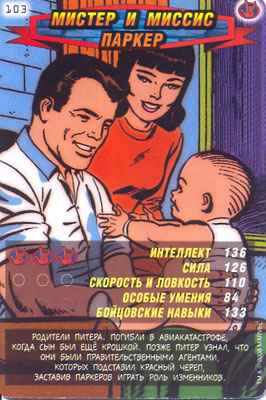 103
МИСТЕР И МИССИС
ПАРКЕР
ИНТЕЛЛЕКТ 136
СИЛА 126
СКОРОСТЬ И ЛОВКОСТЬ 110
ОСОБЫЕ УМЕНИЯ 84
БОЙЦОВСКИЕ НАВЫКИ 133
РОДИТЕЛИ ПИТЕРА. ПОГИБЛИ В АВИАКАТАСТРОФЕ,
КОГДА СЫН БЫЛ ЕЩЁ КРОШКОЙ. ПОЗЖЕ ПИТЕР УЗНАЛ, ЧТО
ОНИ БЫЛИ ПРАВИТЕЛЬСТВЕННЫМИ АГЕНТАМИ,
КОТОРЫХ ПОДСТАВИЛ КРАСНЫЙ ЧЕРЕП,
ЗАСТАВИВ ПАРКЕРОВ ИГРАТЬ РОЛЬ ИЗМЕННИКОВ.